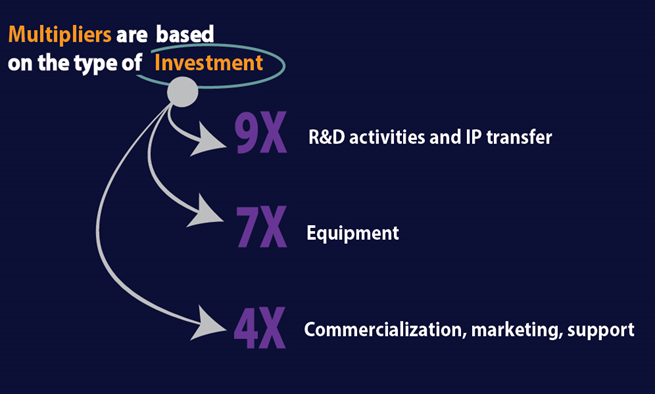 Multipliers are based
on the type of Investment
9X R&D activities and IP transfer
7X Equipment
4X Commercialization, marketing, support